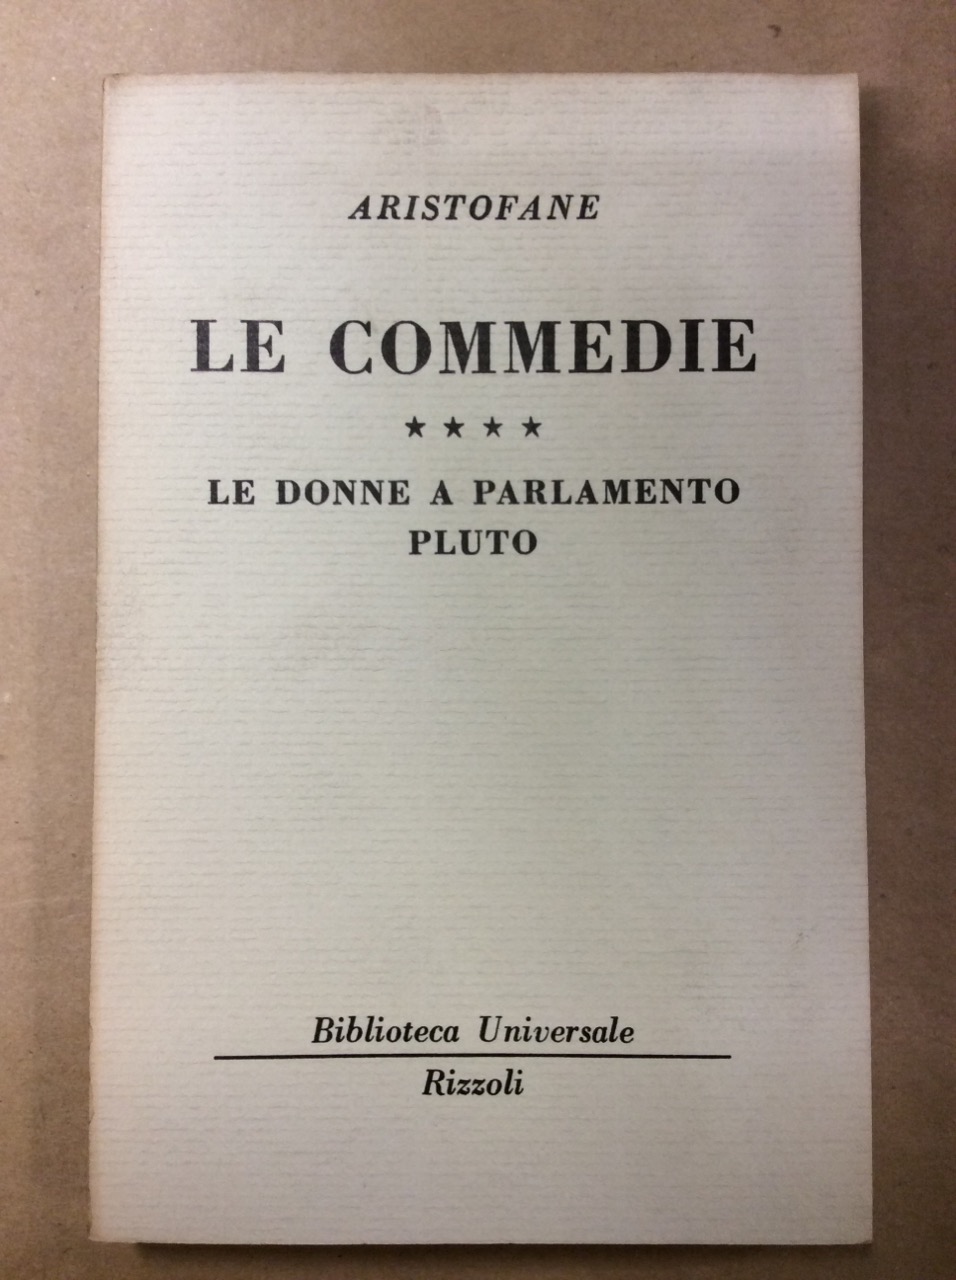 ARISTOFANE
LE COMMEDIE
★ ★ ★ ★
LE DONNE A PARLAMENTO
PLUTO
Biblioteca Universale
Rizzoli